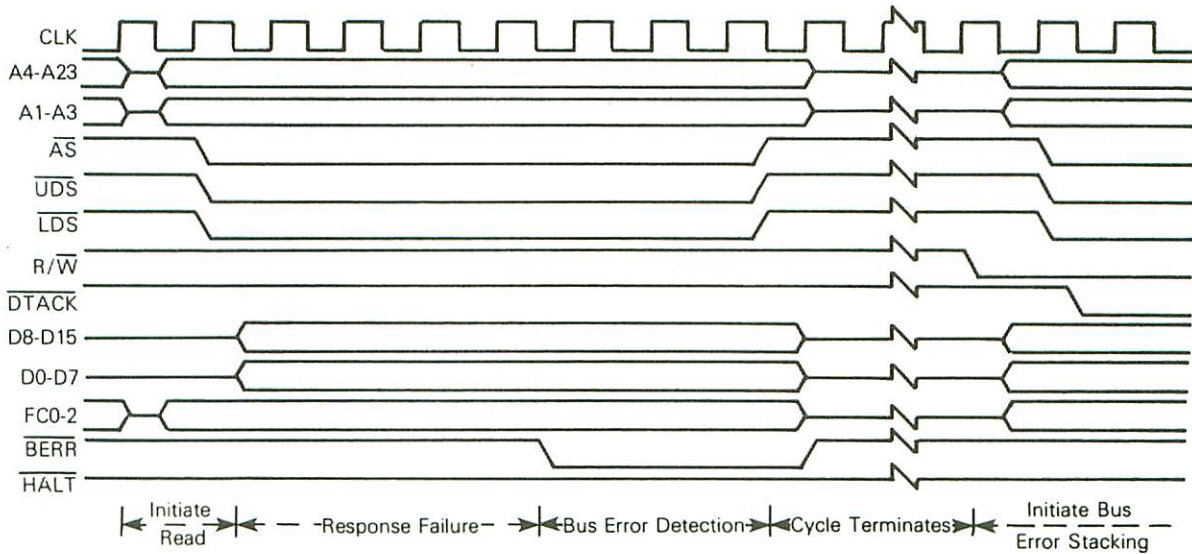 CLK
A4-A23
A1-A3
AS
UDS
LDS
R/W
DTACK
D8-D15
D0-D7
FC0-2
BERR
HALT
Initiate
Read
Response Failure
Bus Error Detection
Cycle Terminates
Initiate Bus
Error Stacking